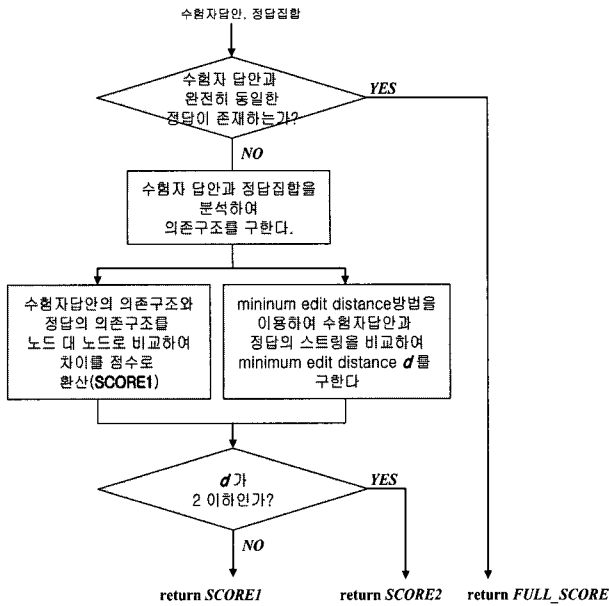 수험자답안, 정답집합
수험자 답안과
완전히 동일한
정답이 존재하는가?
YES
NO
수험자 답안과 정답집합을
분석하여
의존구조를 구한다.
수험자답안의 의존구조와
정답의 의존구조를
노드 대 노드로 비교하여
차이를 점수로
환산(SCORE1)
mininum edit distance방법을
이용하여 수험자답안과
정답의 스트링을 비교하여
minimum edit distance d를
구한다
d가
2 이하인가?
YES
NO
return SCORE1
return SCORE2
return FULL_SCORE